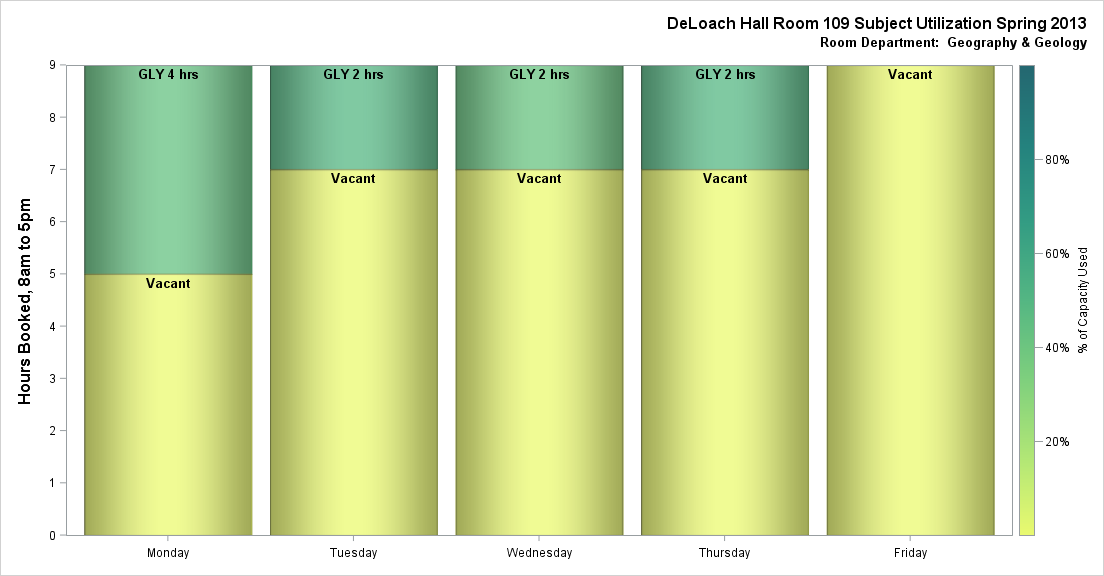 DeLoach Hall Room 109 Subject Utilization Spring 2013
Room Department:  Geography & Geology
Hours Booked, 8am to 5pm
9
8
7
6
5
4
3
2
1
0
GLY 4 hrs
Vacant
GLY 2 hrs
Vacant
GLY 2 hrs
Vacant
GLY 2 hrs
Vacant
Vacant
Monday
Tuesday
Wednesday
Thursday
Friday
80%
60%
40%
20%
% of Capacity Used